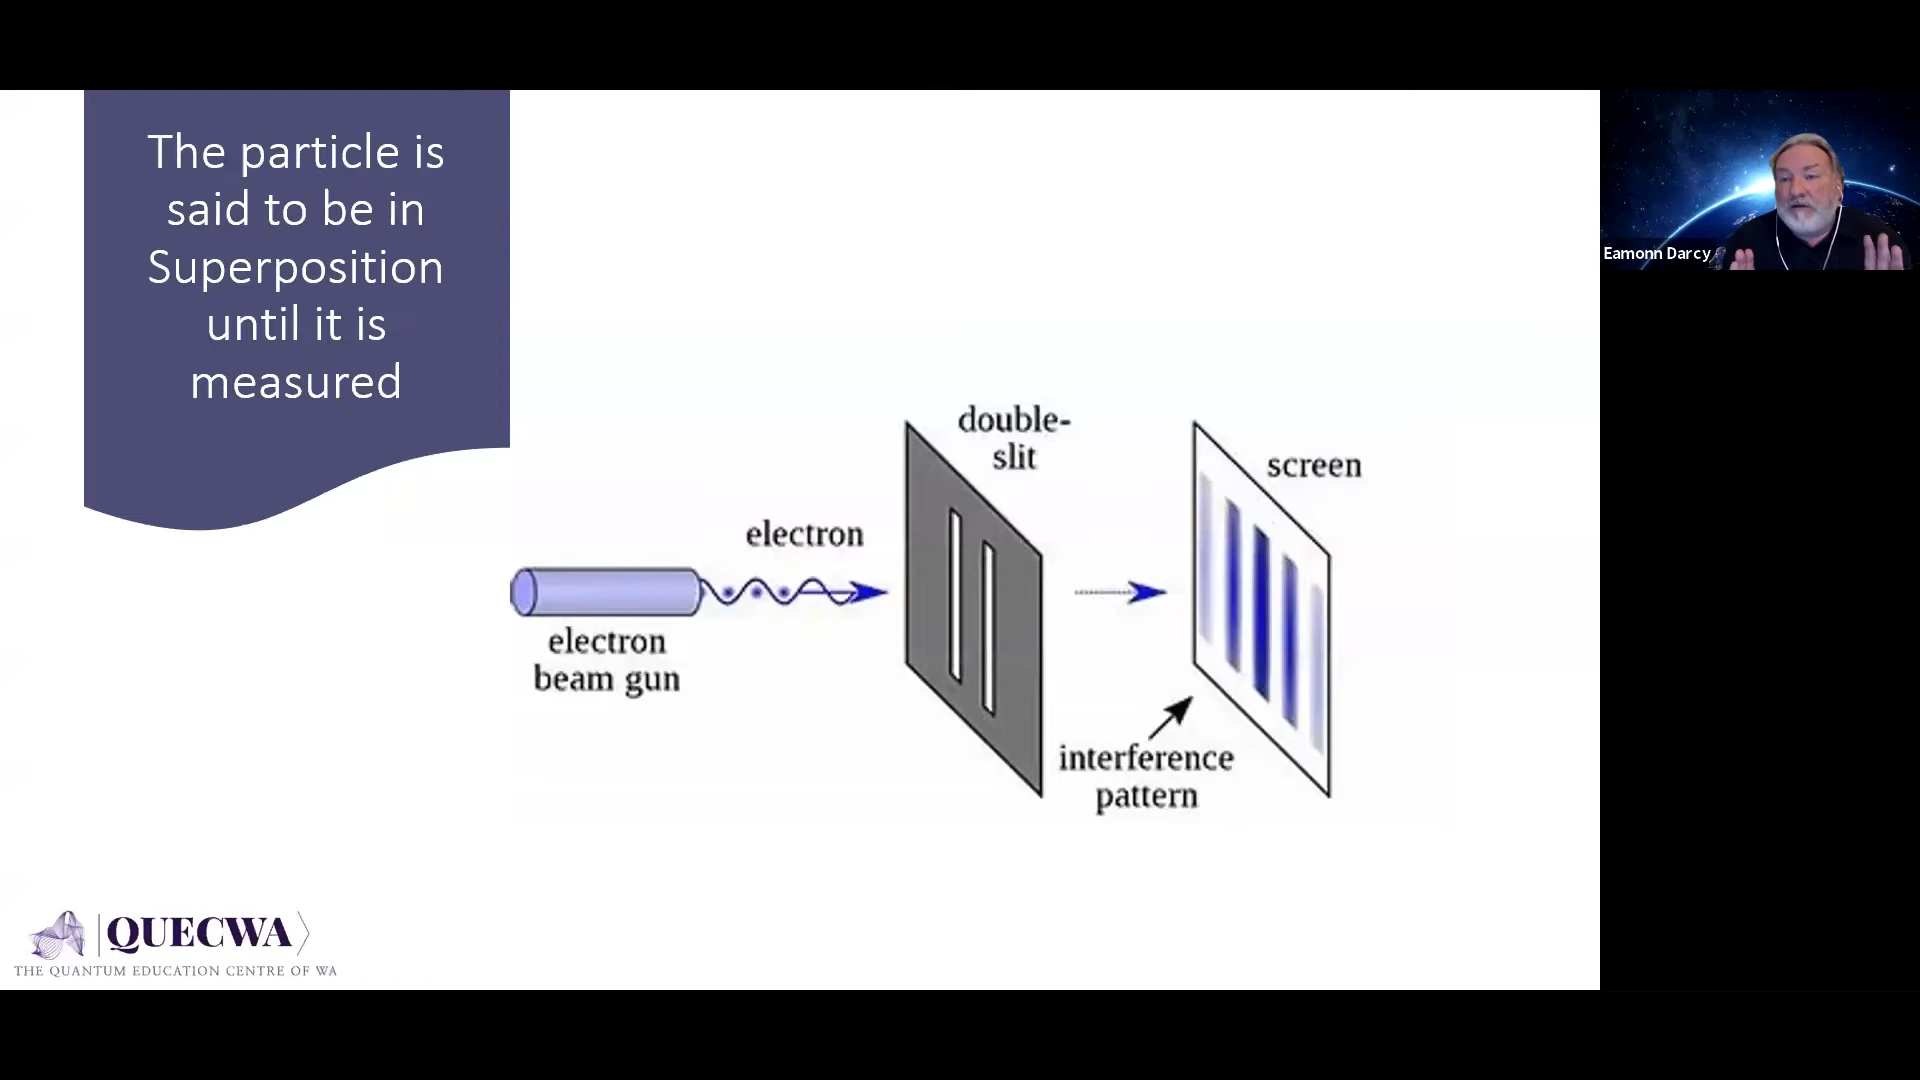 The particle is
said to be in
Superposition
until it is
measured
double-
slit
screen
electron
electron
beam gun
interference
pattern
Eamonn Darcy
QUECWA
THE QUANTUM EDUCATION CENTRE OF WA